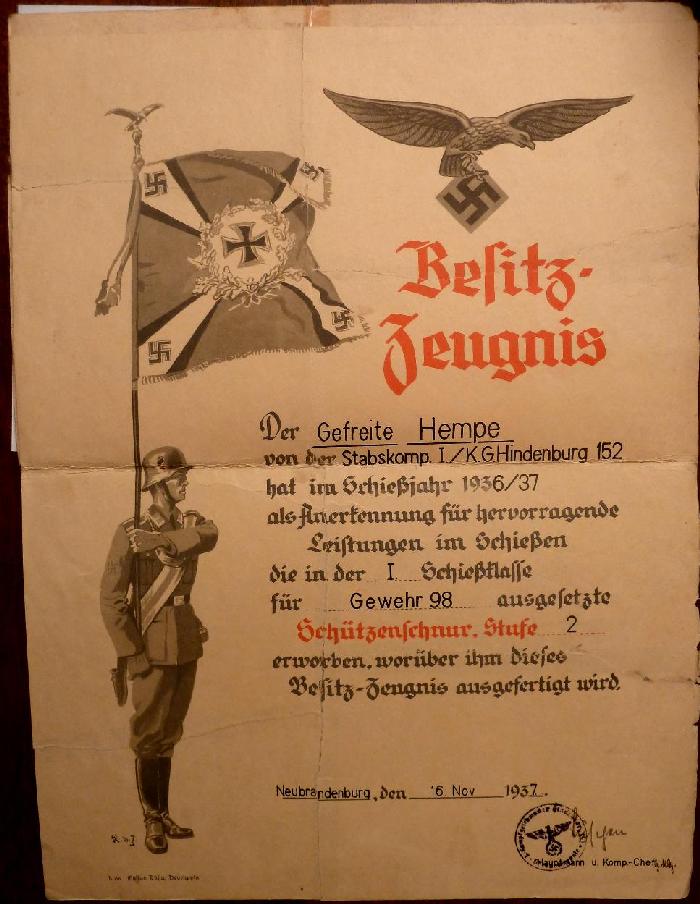 Besitz-
Zeugnis
Der Gefreite Hempe
von der Stabskomp. I/K.G.Hindenburg 152
hat im Schießjahr 1936/37
als Anerkennung für hervorragende
Leistungen im Schießen
die in der I. Schießklasse
für Gewehr 98 ausgesetzte
Schützenschnur. Stufe 2
erworben, worüber ihm dieses
Besitz-Zeugnis ausgefertigt wird.
Neubrandenburg, den 16. Nov 1937.
Hauptmann u. Komp.-Chef